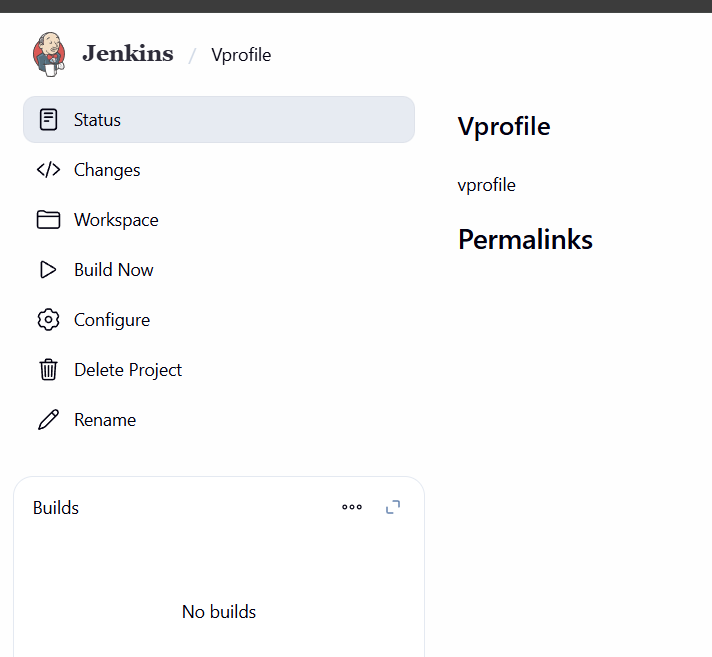 Jenkins / Vprofile
Status
Changes
Workspace
Build Now
Configure
Delete Project
Rename
Builds
No builds
Vprofile
vprofile
Permalinks